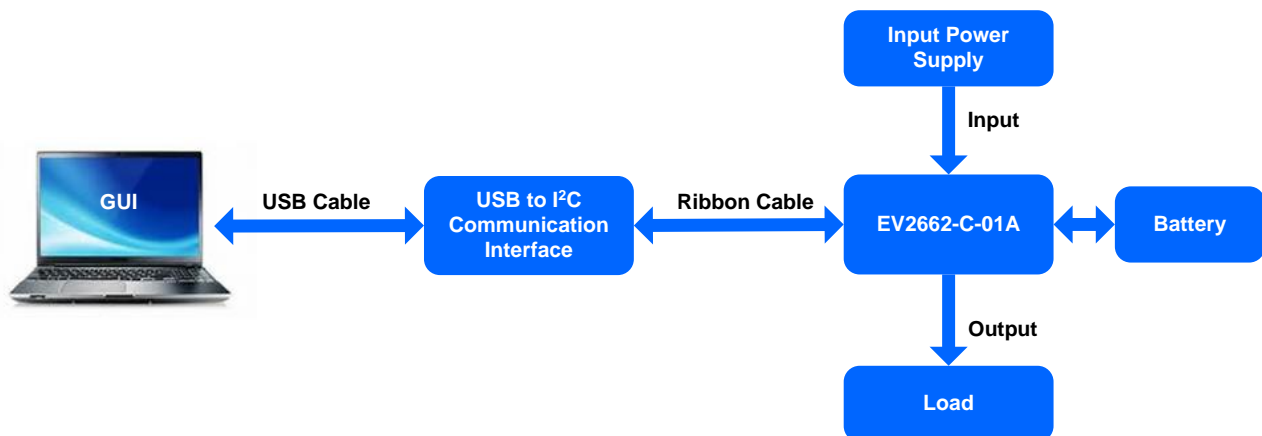 Input Power
Supply
Input
GUI
USB Cable
USB to I²C
Communication
Interface
Ribbon Cable
EV2662-C-01A
Battery
Output
Load